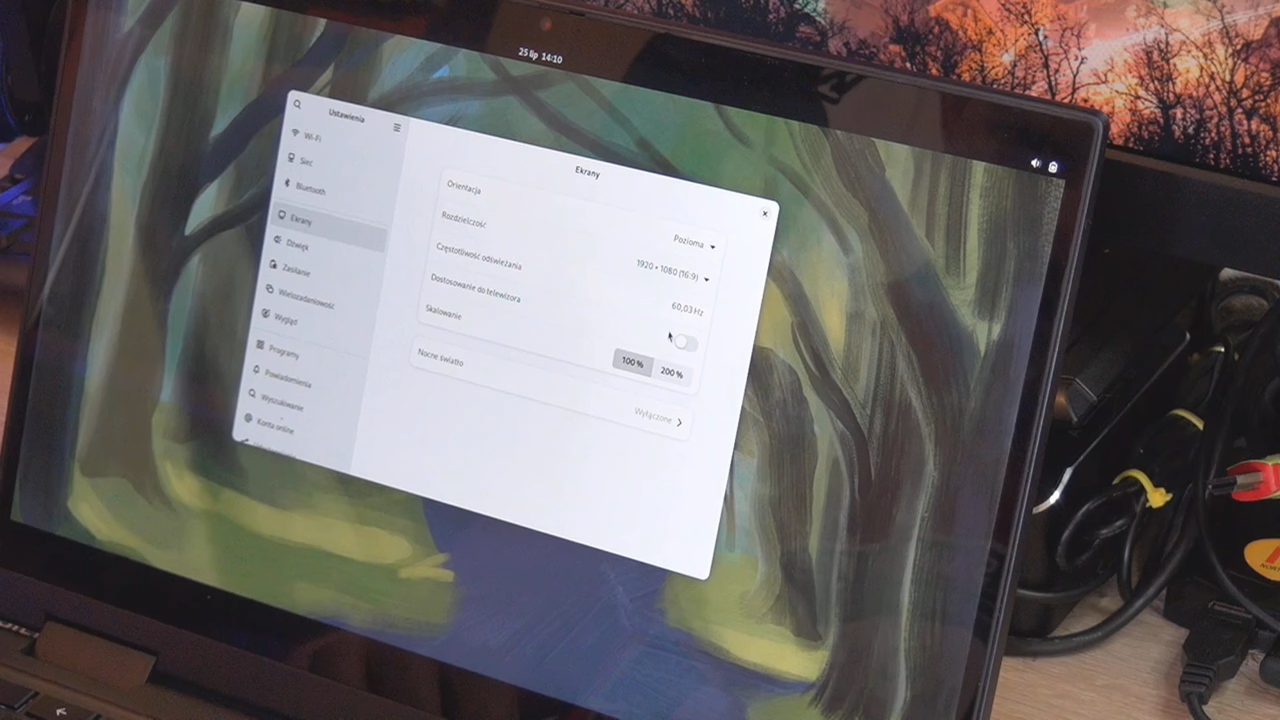 25 lip 14:10
Ustawienia
Wi-Fi
Sieć
Bluetooth
Ekrany
Dźwięk
Zasilanie
Wielozadaniowość
Wygląd
Programy
Powiadomienia
Wyszukiwanie
Konta online
Ekrany
Orientacja
Pozioma
Rozdzielczość
1920 × 1080 (16:9)
Częstotliwość odświeżania
60,03 Hz
Dostosowanie do telewizora
Skalowanie
100 %
200 %
Nocne światło
Wyłączone